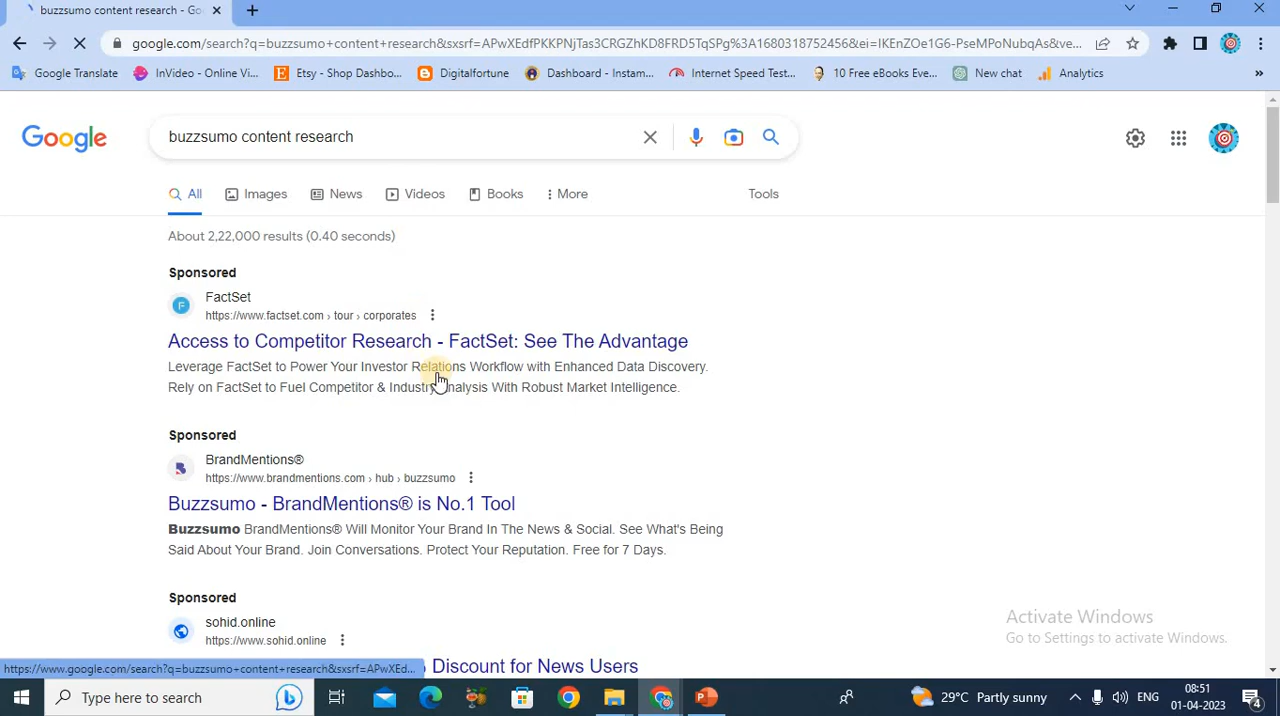 buzzsumo content research - Go
google.com/search?q=buzzsumo+content+research&sxsrf=APwXEdfPKKPNjTas3CRGZhKD8FRD5TqSPg%3A1680318752456&ei=IKEnZOe1G6-PseMPoNubqAs&ve...
Google Translate
InVideo - Online Vi...
Etsy - Shop Dashbo...
Digitalfortune
Dashboard - Instam...
Internet Speed Test...
10 Free eBooks Eve...
New chat
Analytics
»
Google
buzzsumo content research
All
Images
News
Videos
Books
More
Tools
About 2,22,000 results (0.40 seconds)
Sponsored
F
FactSet
https://www.factset.com › tour › corporates
Access to Competitor Research - FactSet: See The Advantage
Leverage FactSet to Power Your Investor Relations Workflow with Enhanced Data Discovery.
Rely on FactSet to Fuel Competitor & Industry Analysis With Robust Market Intelligence.
Sponsored
BrandMentions®
https://www.brandmentions.com › hub › buzzsumo
Buzzsumo - BrandMentions® is No.1 Tool
Buzzsumo BrandMentions® Will Monitor Your Brand In The News & Social. See What's Being
Said About Your Brand. Join Conversations. Protect Your Reputation. Free for 7 Days.
Sponsored
sohid.online
https://www.sohid.online
Discount for News Users
Activate Windows
Go to Settings to activate Windows.
https://www.google.com/search?q=buzzsumo+content+research&sxsrf=APwXEd...
Type here to search
29°C Partly sunny
ENG
08:51
01-04-2023
4